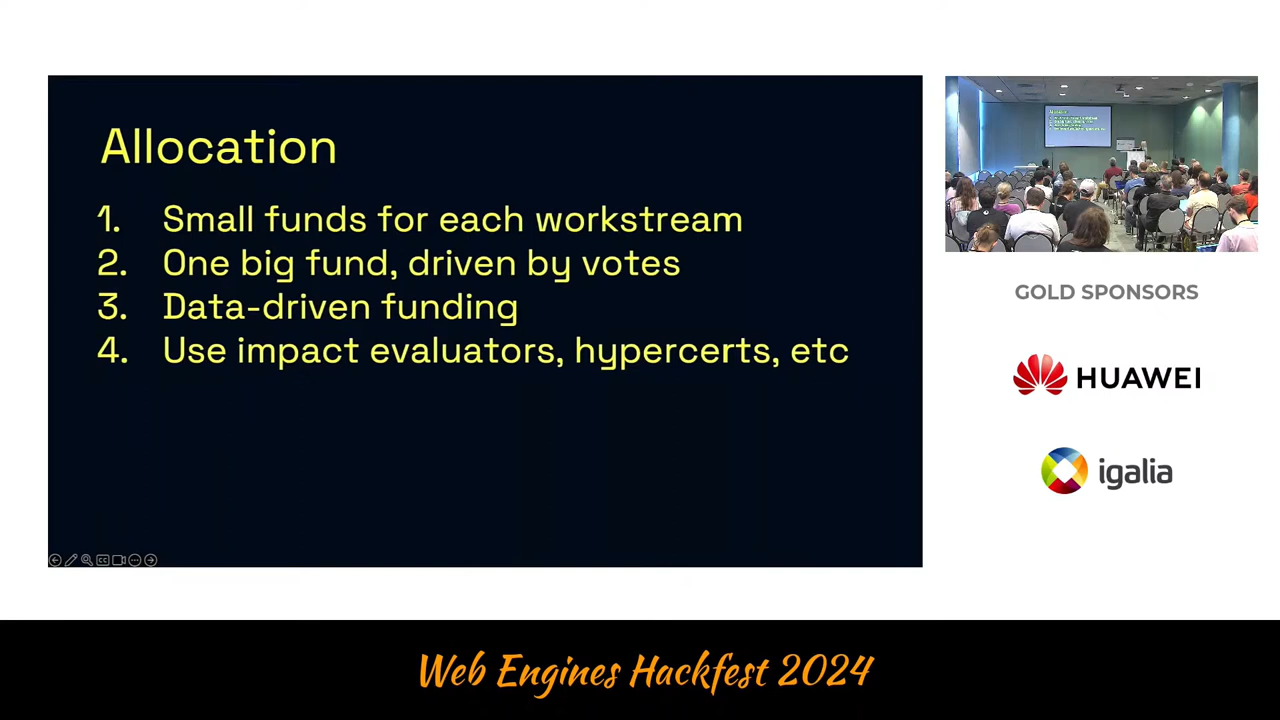 Allocation
1. Small funds for each workstream
2. One big fund, driven by votes
3. Data-driven funding
4. Use impact evaluators, hypercerts, etc
GOLD SPONSORS
HUAWEI
igalia
Web Engines Hackfest 2024